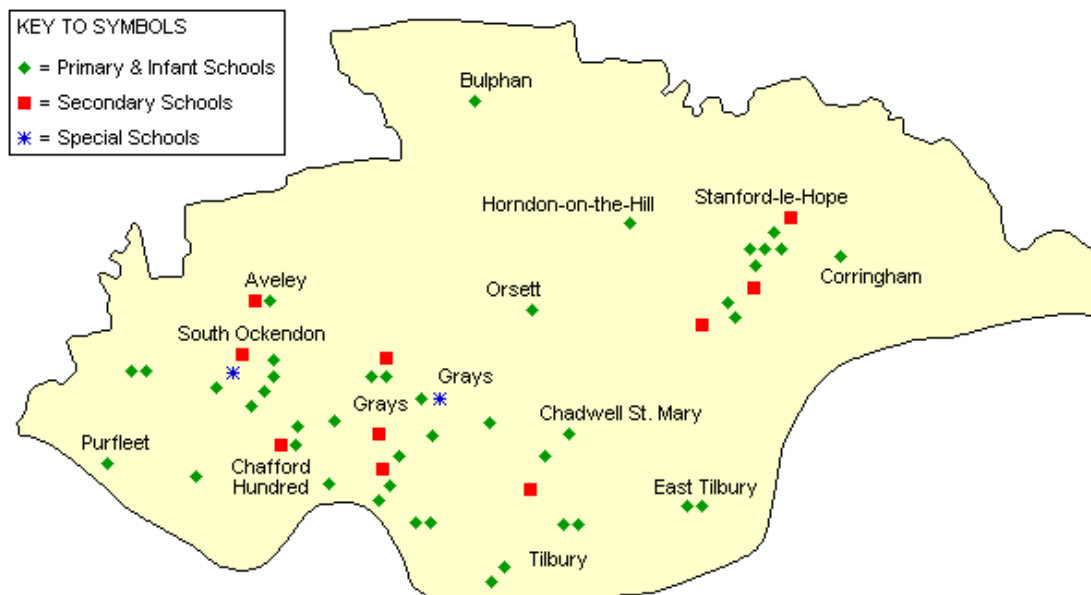 KEY TO SYMBOLS
= Primary & Infant Schools
= Secondary Schools
= Special Schools
Bulphan
Horndon-on-the-Hill
Stanford-le-Hope
Corringham
Aveley
Orsett
South Ockendon
Grays
Grays
Chadwell St. Mary
Purfleet
Chafford
Hundred
East Tilbury
Tilbury